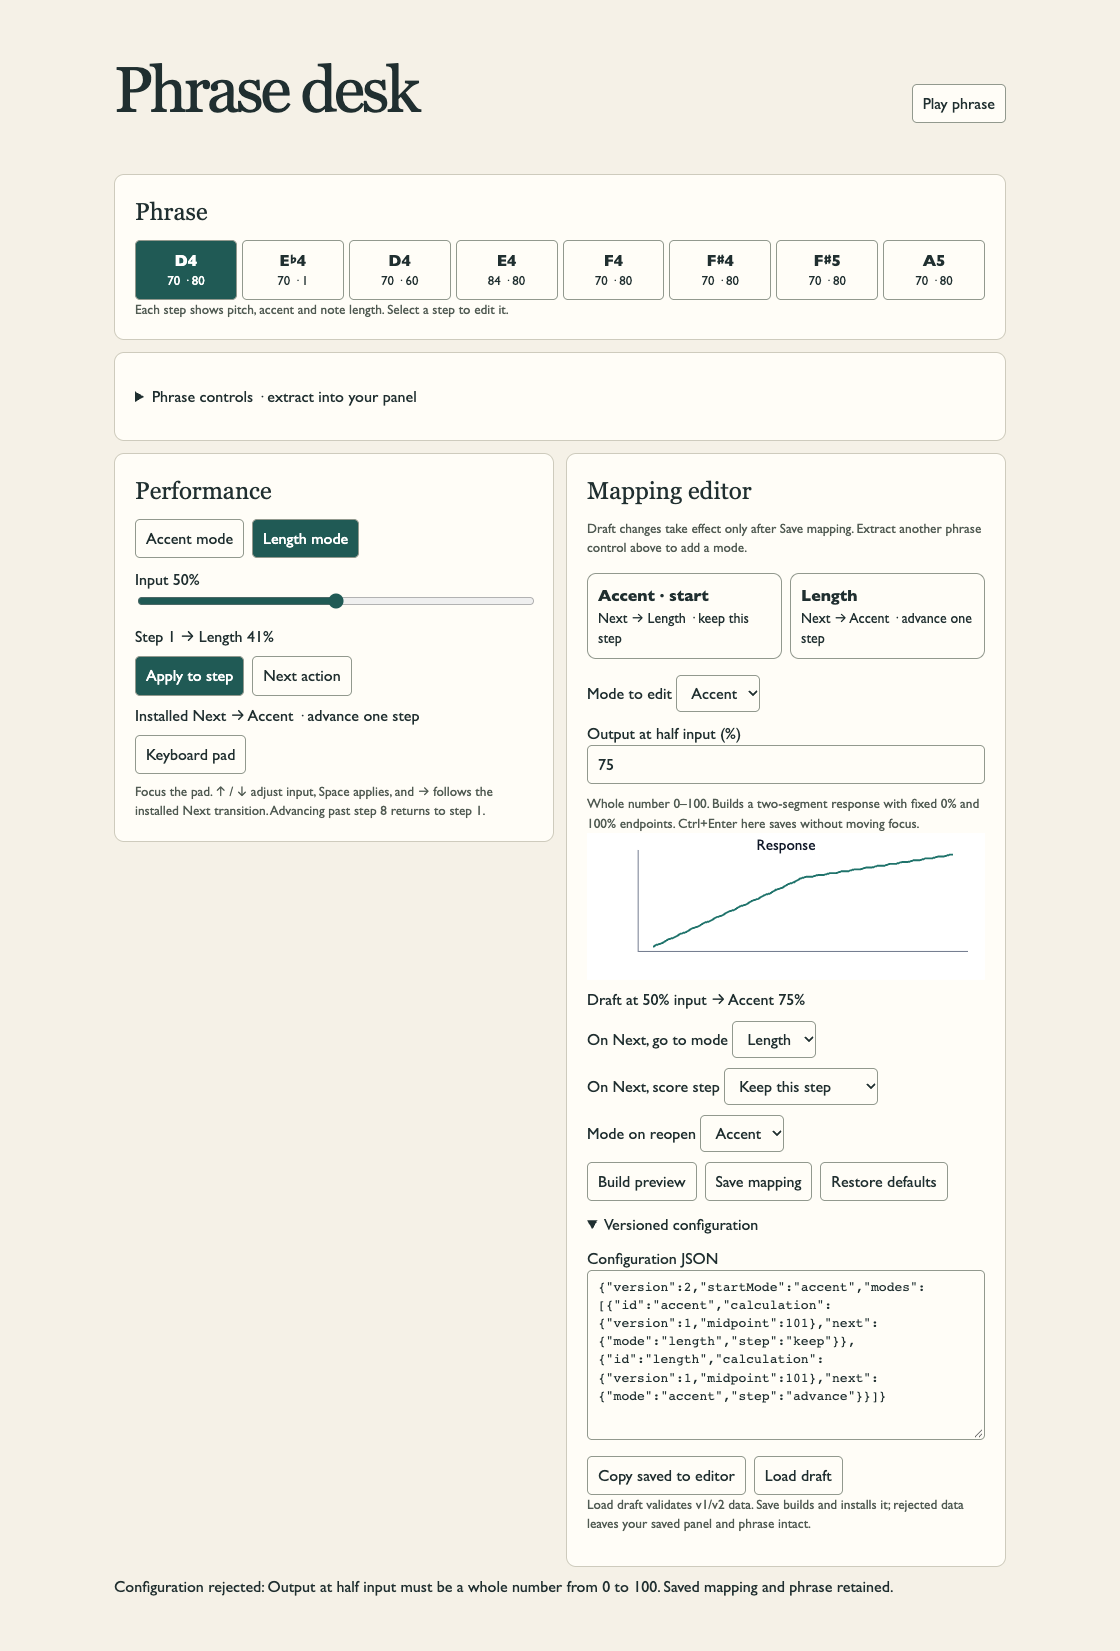 Phrase desk
Play phrase
Phrase
D4
70 · 80
E♭4
70 · 1
D4
70 · 60
E4
84 · 80
F4
70 · 80
F#4
70 · 80
F#5
70 · 80
A5
70 · 80
Each step shows pitch, accent and note length. Select a step to edit it.
Phrase controls · extract into your panel
Performance
Accent mode
Length mode
Input 50%
Step 1 → Length 41%
Apply to step
Next action
Installed Next → Accent · advance one step
Keyboard pad
Focus the pad. ↑ / ↓ adjust input, Space applies, and → follows the
installed Next transition. Advancing past step 8 returns to step 1.
Mapping editor
Draft changes take effect only after Save mapping. Extract another phrase
control above to add a mode.
Accent · start
Next → Length · keep this
step
Length
Next → Accent · advance one
step
Mode to edit Accent
Output at half input (%)
75
Whole number 0–100. Builds a two-segment response with fixed 0% and
100% endpoints. Ctrl+Enter here saves without moving focus.
Response
Draft at 50% input → Accent 75%
On Next, go to mode Length
On Next, score step Keep this step
Mode on reopen Accent
Build preview
Save mapping
Restore defaults
Versioned configuration
Configuration JSON
{"version":2,"startMode":"accent","modes":
[{"id":"accent","calculation":
{"version":1,"midpoint":101},"next":
{"mode":"length","step":"keep"}},
{"id":"length","calculation":
{"version":1,"midpoint":101},"next":
{"mode":"accent","step":"advance"}}]}
Copy saved to editor
Load draft
Load draft validates v1/v2 data. Save builds and installs it; rejected data
leaves your saved panel and phrase intact.
Configuration rejected: Output at half input must be a whole number from 0 to 100. Saved mapping and phrase retained.